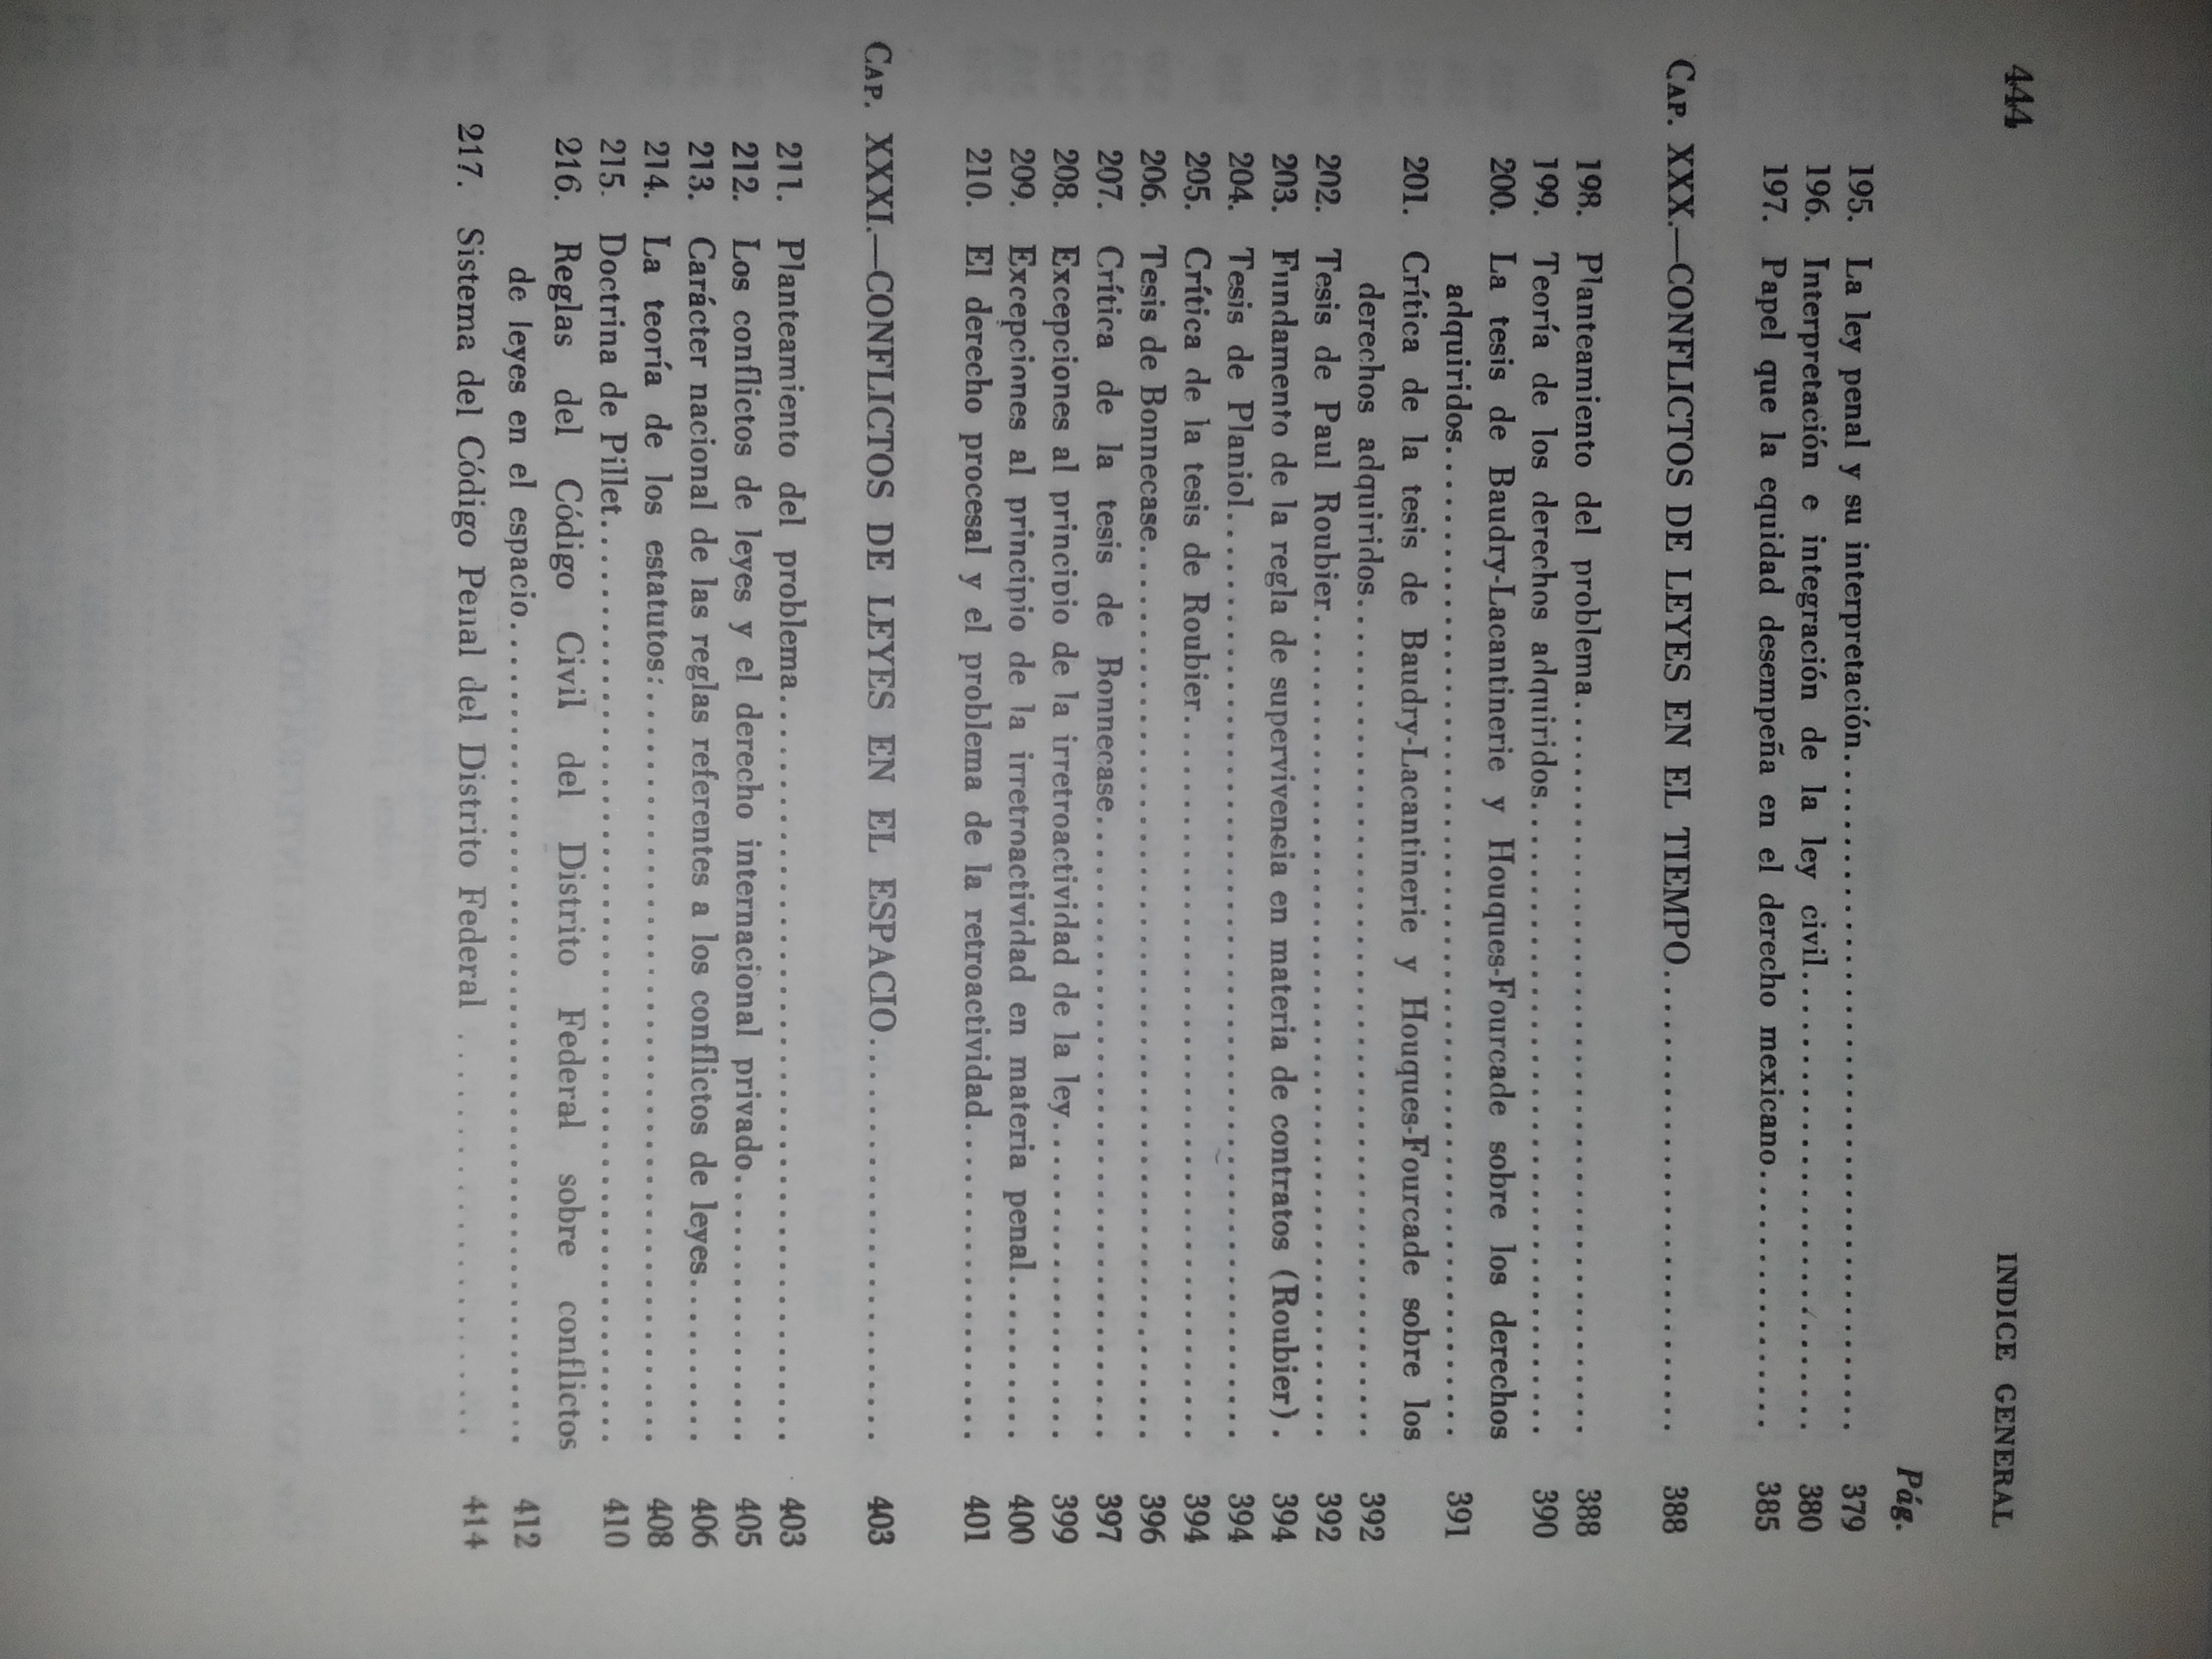 444 INDICE GENERAL
Pág.
195. La ley penal y su interpretación........................................ 379
196. Interpretación e integración de la ley civil........................... 380
197. Papel que la equidad desempeña en el derecho mexicano................ 385
CAP. XXX.—CONFLICTOS DE LEYES EN EL TIEMPO............................ 388
198. Planteamiento del problema........................................... 388
199. Teoría de los derechos adquiridos..................................... 390
200. La tesis de Baudry-Lacantinerie y Houques-Fourcade sobre los derechos
adquiridos.......................................................... 391
201. Crítica de la tesis de Baudry-Lacantinerie y Houques-Fourcade sobre los
derechos adquiridos................................................. 392
202. Tesis de Paul Roubier................................................ 392
203. Fundamento de la regla de supervivencia en materia de contratos (Roubier). 394
204. Tesis de Planiol...................................................... 394
205. Crítica de la tesis de Roubier.......................................... 394
206. Tesis de Bonnecase.................................................... 396
207. Crítica de la tesis de Bonnecase..................................... 397
208. Excepciones al principio de la irretroactividad de la ley................... 399
209. Excepciones al principio de la irretroactividad en materia penal.......... 400
210. El derecho procesal y el problema de la retroactividad................... 401
CAP. XXXI.—CONFLICTOS DE LEYES EN EL ESPACIO........................ 403
211. Planteamiento del problema............................................ 403
212. Los conflictos de leyes y el derecho internacional privado................ 405
213. Carácter nacional de las reglas referentes a los conflictos de leyes.......... 406
214. La teoría de los estatutos:............................................ 408
215. Doctrina de Pillet...................................................... 410
216. Reglas del Código Civil del Distrito Federal sobre conflictos
de leyes en el espacio................................................ 412
217. Sistema del Código Penal del Distrito Federal ........................ 414